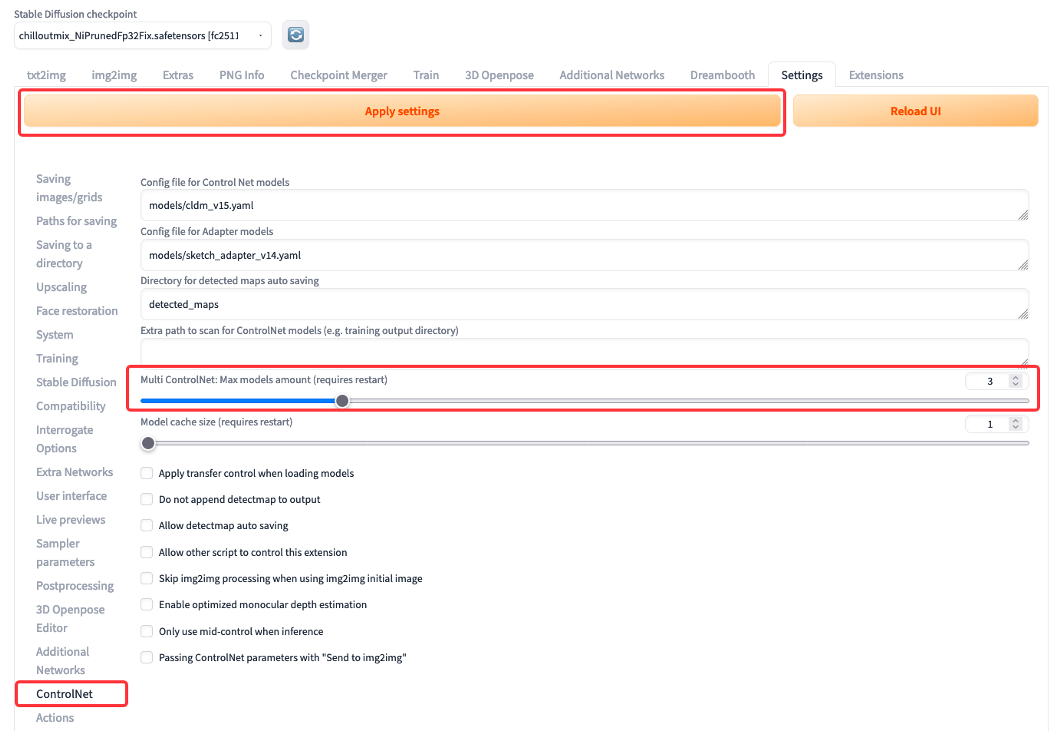 Stable Diffusion checkpoint
chilloutmix_NiPrunedFp32Fix.safetensors [fc2511
txt2img img2img Extras PNG Info Checkpoint Merger Train 3D Openpose Additional Networks Dreambooth Settings Extensions
Apply settings Reload UI
Saving
images/grids
Paths for saving
Saving to a
directory
Upscaling
Face restoration
System
Training
Stable Diffusion
Compatibility
Interrogate
Options
Extra Networks
User interface
Live previews
Sampler
parameters
Postprocessing
3D Openpose
Editor
Additional
Networks
ControlNet
Actions
Config file for Control Net models
models/cldm_v15.yaml
Config file for Adapter models
models/sketch_adapter_v14.yaml
Directory for detected maps auto saving
detected_maps
Extra path to scan for ControlNet models (e.g. training output directory)
Multi ControlNet: Max models amount (requires restart) 3
Model cache size (requires restart) 1
Apply transfer control when loading models
Do not append detectmap to output
Allow detectmap auto saving
Allow other script to control this extension
Skip img2img processing when using img2img initial image
Enable optimized monocular depth estimation
Only use mid-control when inference
Passing ControlNet parameters with "Send to img2img"